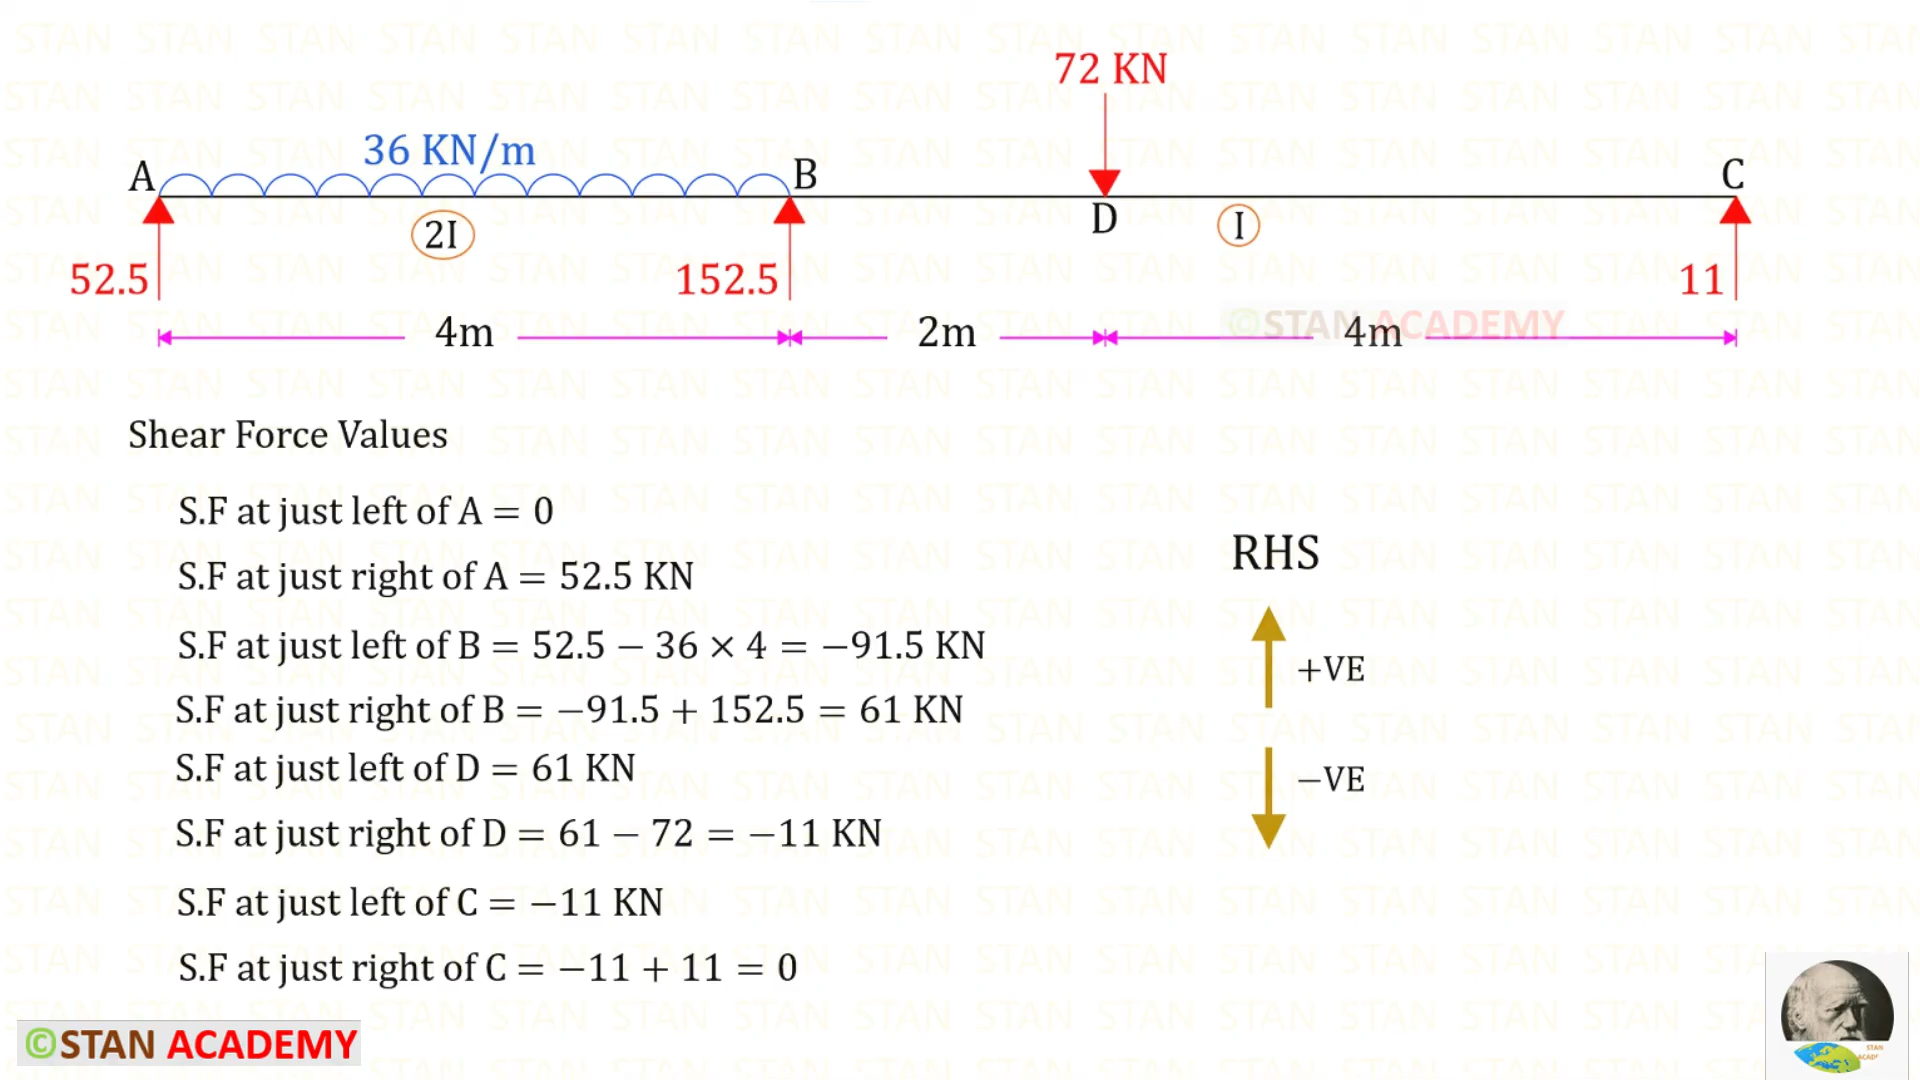 72 KN
36 KN/m
A
B
C
D
2I
I
52.5
152.5
11
4m
2m
4m
©STAN ACADEMY
Shear Force Values
S.F at just left of A = 0
S.F at just right of A = 52.5 KN
S.F at just left of B = 52.5 − 36 × 4 = −91.5 KN
S.F at just right of B = −91.5 + 152.5 = 61 KN
S.F at just left of D = 61 KN
S.F at just right of D = 61 − 72 = −11 KN
S.F at just left of C = −11 KN
S.F at just right of C = −11 + 11 = 0
RHS
+VE
−VE
©STAN ACADEMY
STAN